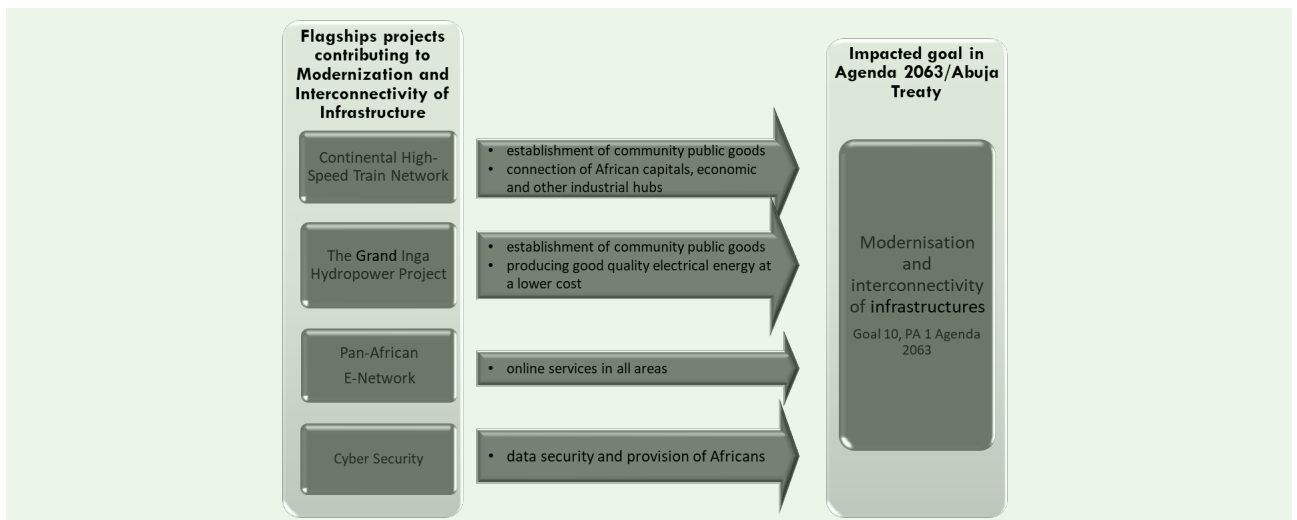 Flagships projects
contributing to
Modernization and
Interconnectivity of
Infrastructure
Continental High-
Speed Train Network
• establishment of community public goods
• connection of African capitals, economic
and other industrial hubs
The Grand Inga
Hydropower Project
• establishment of community public goods
• producing good quality electrical energy at
a lower cost
Pan-African
E-Network
• online services in all areas
Cyber Security
• data security and provision of Africans
Impacted goal in
Agenda 2063/Abuja
Treaty
Modernisation
and
interconnectivity
of infrastructures
Goal 10, PA 1 Agenda
2063